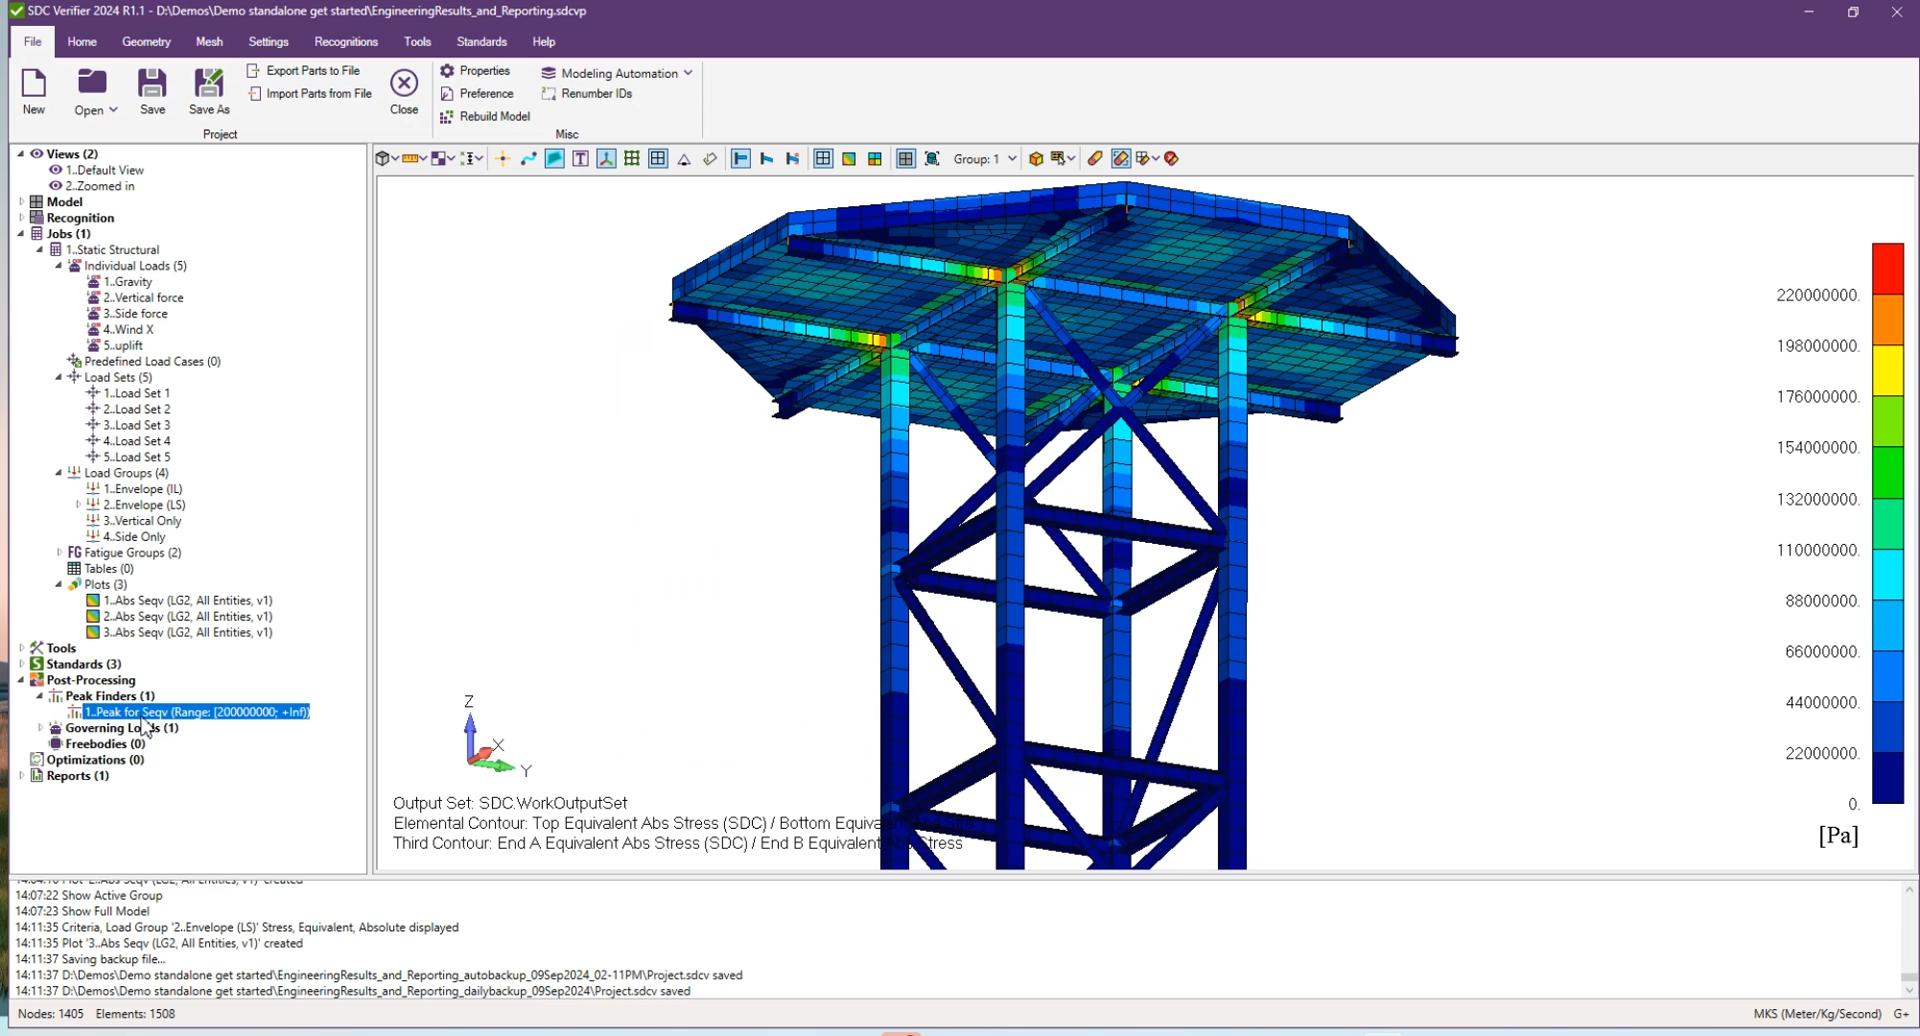 SDC Verifier 2024 R1.1 - D:\Demos\Demo standalone get started\EngineeringResults_and_Reporting.sdcvp
File Home Geometry Mesh Settings Recognitions Tools Standards Help
New Open Save Save As Export Parts to File Import Parts from File Close
Project
Properties Modeling Automation
Preference Renumber IDs
Rebuild Model
Misc
Views (2)
1..Default View
2..Zoomed in
Model
Recognition
Jobs (1)
1..Static Structural
Individual Loads (5)
1..Gravity
2..Vertical force
3..Side force
4..Wind X
5..uplift
Predefined Load Cases (0)
Load Sets (5)
1..Load Set 1
2..Load Set 2
3..Load Set 3
4..Load Set 4
5..Load Set 5
Load Groups (4)
1..Envelope (IL)
2..Envelope (LS)
3..Vertical Only
4..Side Only
FG Fatigue Groups (2)
Tables (0)
Plots (3)
1..Abs Seqv (LG2, All Entities, v1)
2..Abs Seqv (LG2, All Entities, v1)
3..Abs Seqv (LG2, All Entities, v1)
Tools
Standards (3)
Post-Processing
Peak Finders (1)
1..Peak for Seqv (Range: [200000000; +Inf))
Governing Loads (1)
Freebodies (0)
Optimizations (0)
Reports (1)
Group: 1
220000000.
198000000.
176000000.
154000000.
132000000.
110000000.
88000000.
66000000.
44000000.
22000000.
0.
[Pa]
Z
X
Y
Output Set: SDC.WorkOutputSet
Elemental Contour: Top Equivalent Abs Stress (SDC) / Bottom
Third Contour: End A Equivalent Abs Stress (SDC) / End B Equivalent Abs Stress
14:07:22 Show Active Group
14:07:23 Show Full Model
14:11:35 Criteria, Load Group '2..Envelope (LS)' Stress, Equivalent, Absolute displayed
14:11:35 Plot '3..Abs Seqv (LG2, All Entities, v1)' created
14:11:37 Saving backup file...
14:11:37 D:\Demos\Demo standalone get started\EngineeringResults_and_Reporting_autobackup_09Sep2024_02-11PM\Project.sdcv saved
14:11:37 D:\Demos\Demo standalone get started\EngineeringResults_and_Reporting_dailybackup_09Sep2024\Project.sdcv saved
Nodes: 1405 Elements: 1508
MKS (Meter/Kg/Second) G+